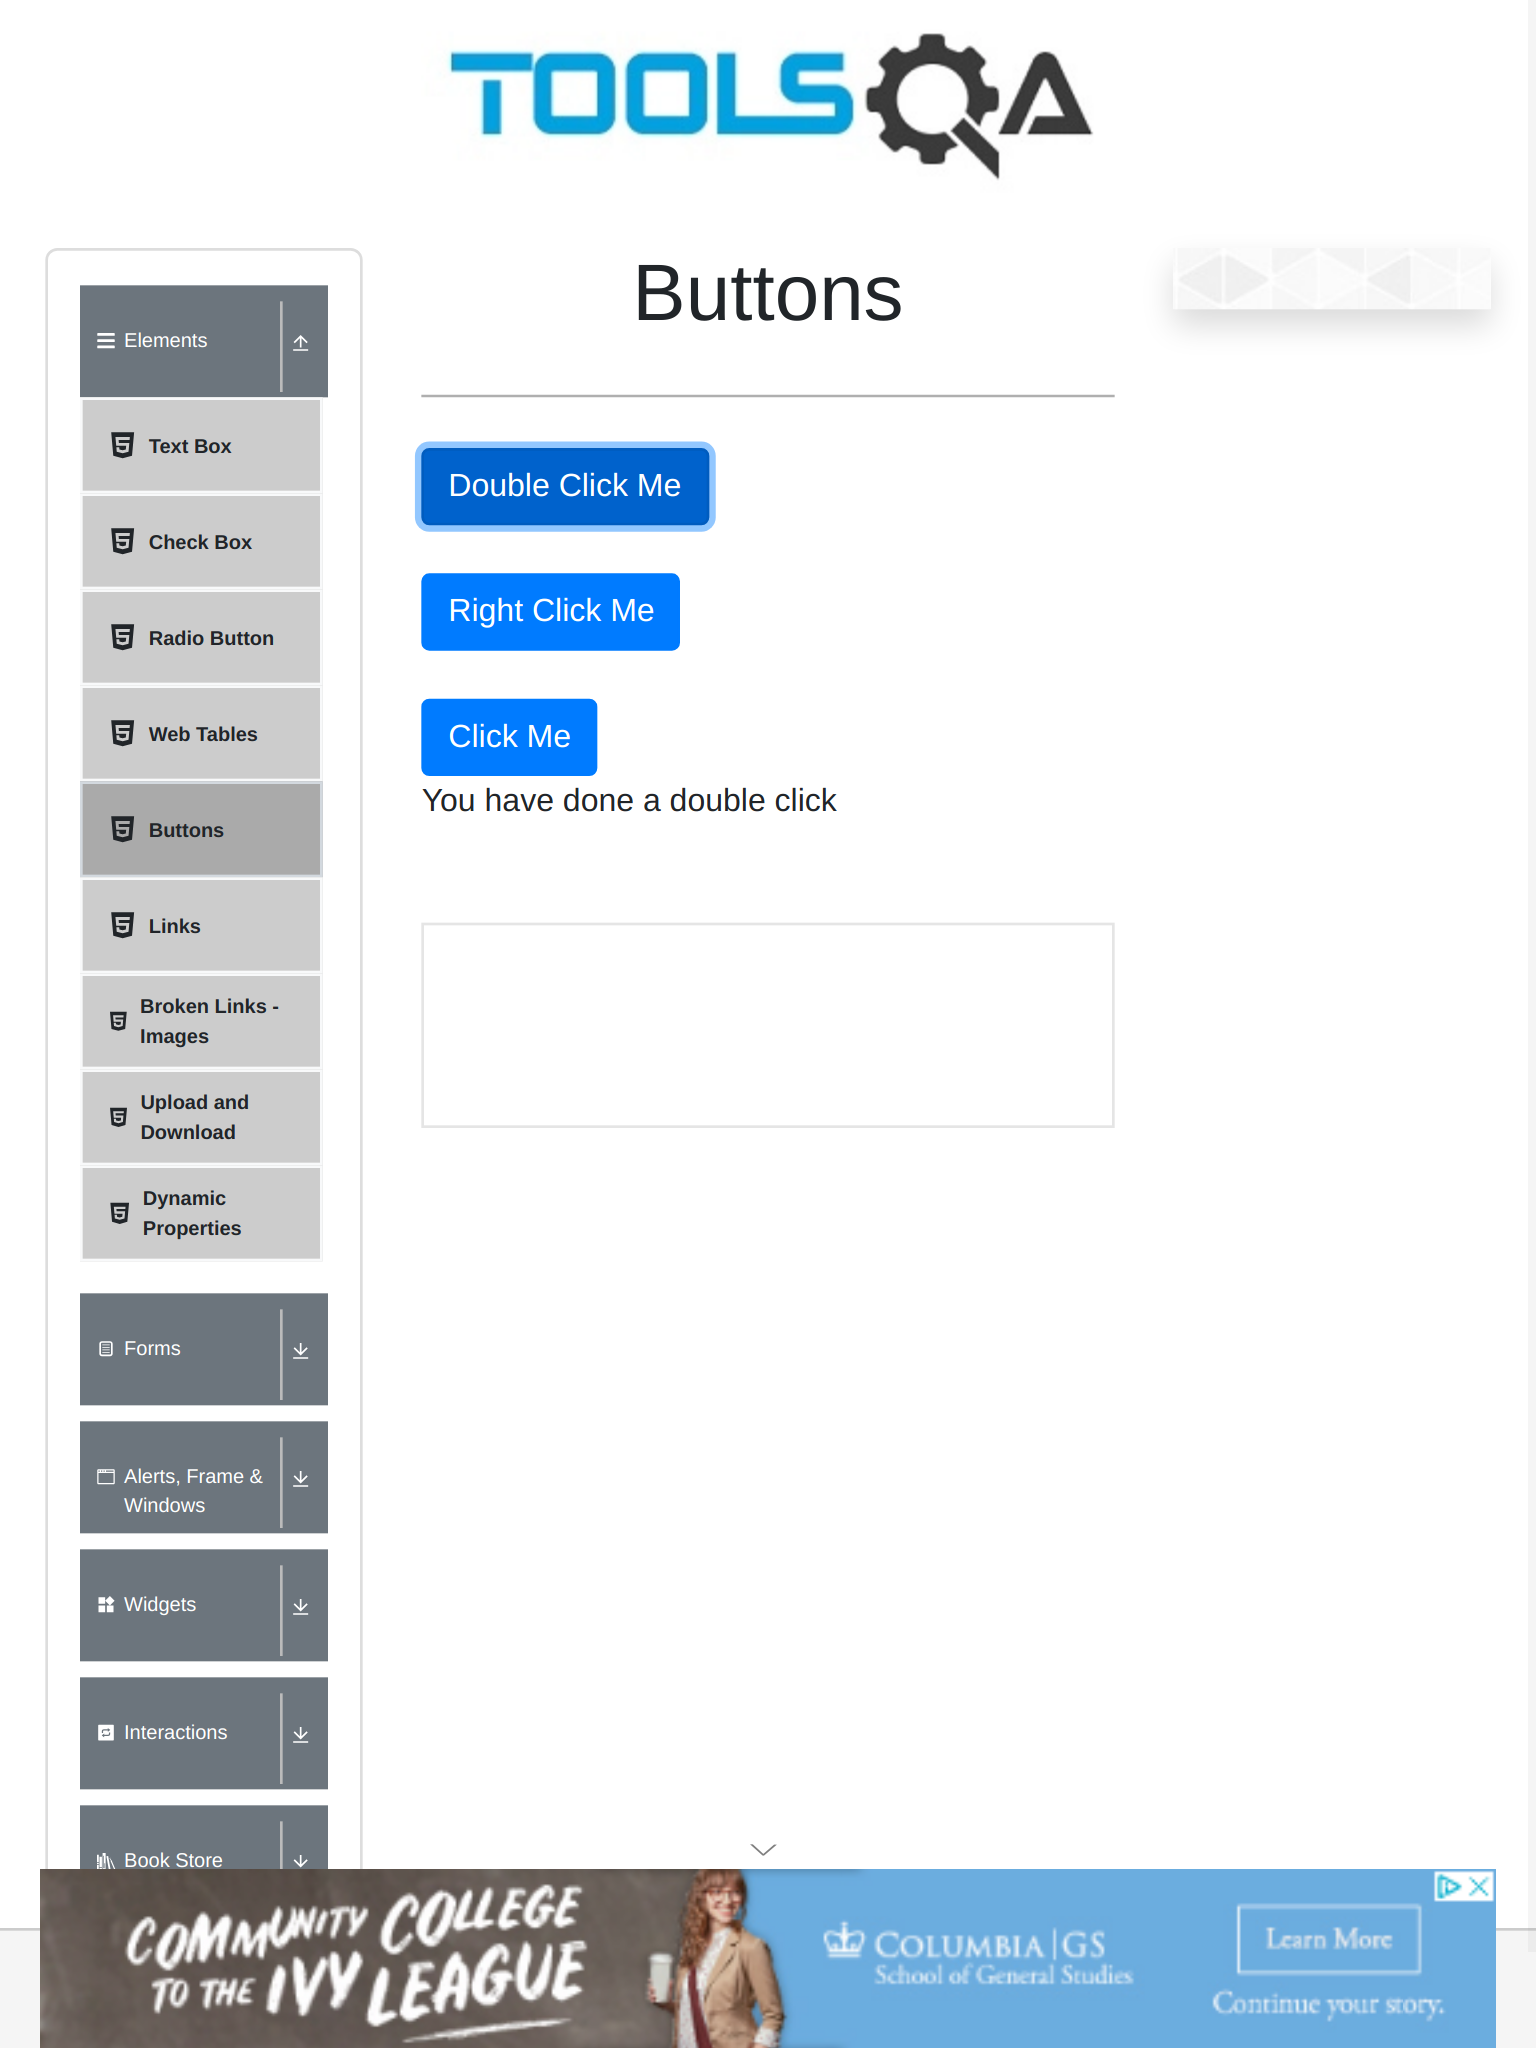 TOOLSQA
Buttons
Elements
Text Box
Check Box
Radio Button
Web Tables
Buttons
Links
Broken Links -
Images
Upload and
Download
Dynamic
Properties
Forms
Alerts, Frame &
Windows
Widgets
Interactions
Book Store
Double Click Me
Right Click Me
Click Me
You have done a double click
COMMUNITY COLLEGE
TO THE IVY LEAGUE
COLUMBIA | GS
School of General Studies
Learn More
Continue your story.